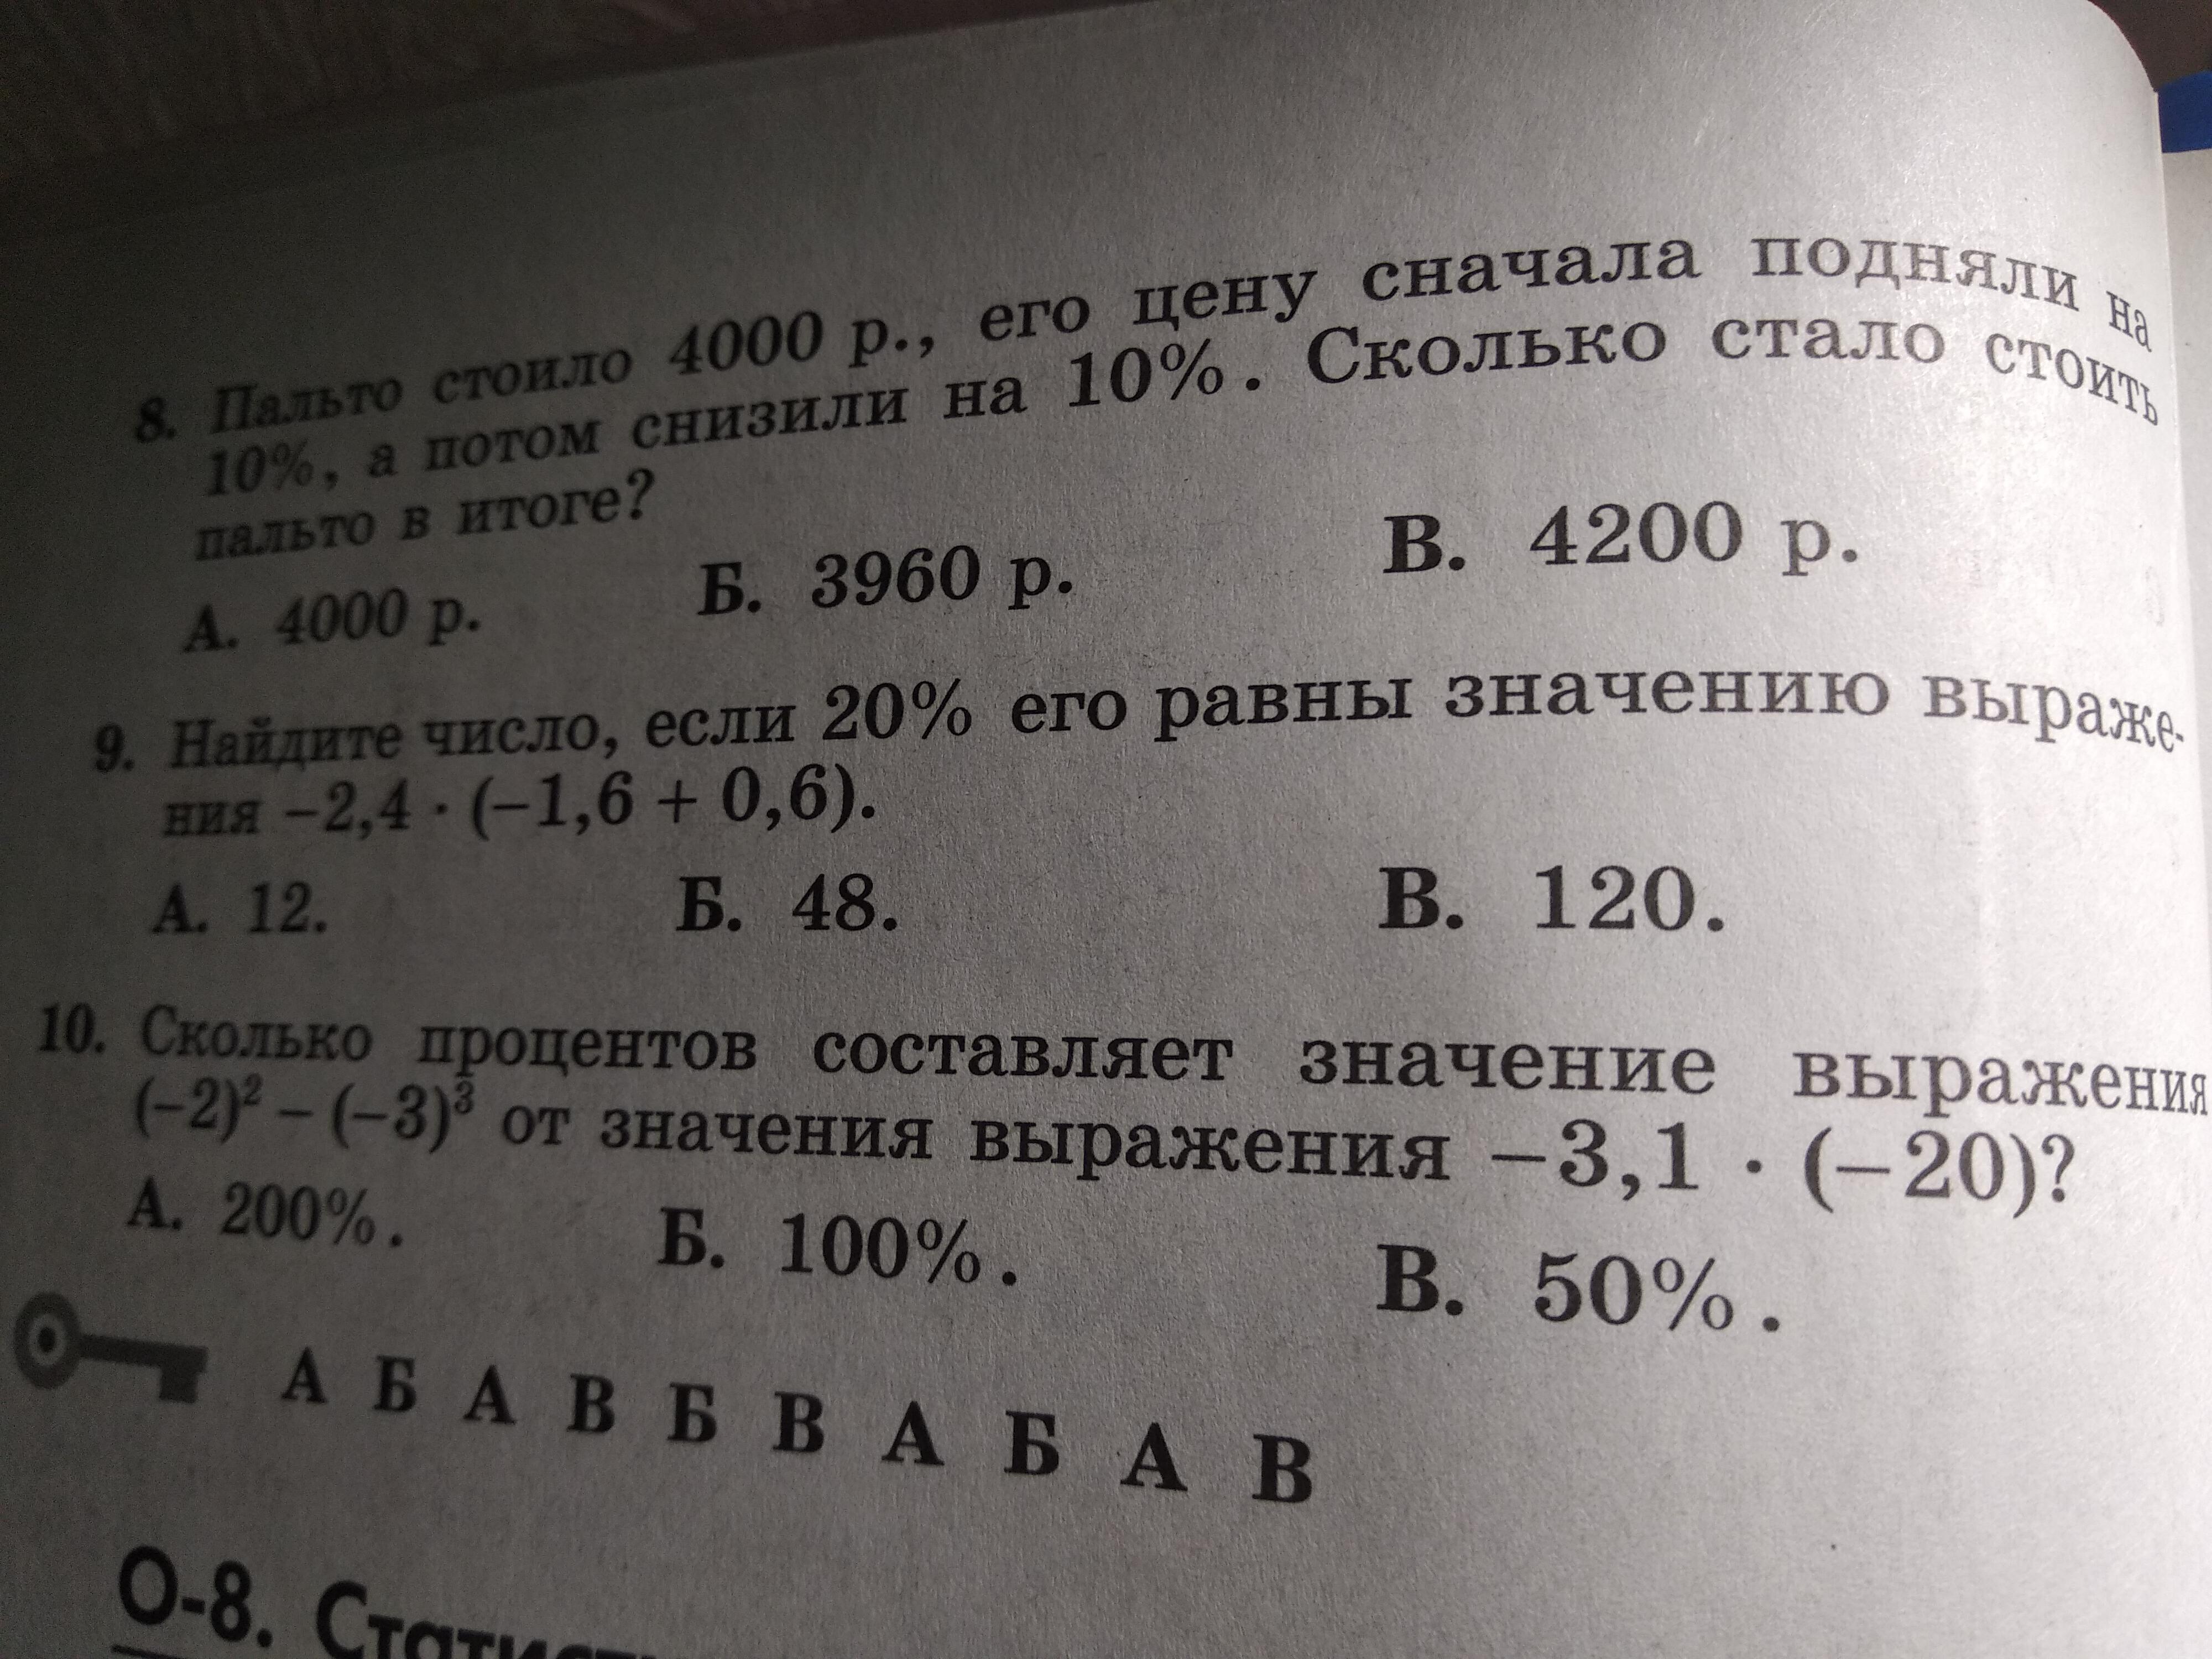 8. Пальто стоило 4000 р., его цену сначала подняли на
10%, а потом снизили на 10%. Сколько стало стоить
пальто в итоге?
А. 4000 р. Б. 3960 р. В. 4200 р.
9. Найдите число, если 20% его равны значению выраже-
ния −2,4 · (−1,6 + 0,6).
А. 12. Б. 48. В. 120.
10. Сколько процентов составляет значение выражения
(−2)² − (−3)³ от значения выражения −3,1 · (−20)?
А. 200%. Б. 100%. В. 50%.
А Б А В Б В А Б А В
О-8.